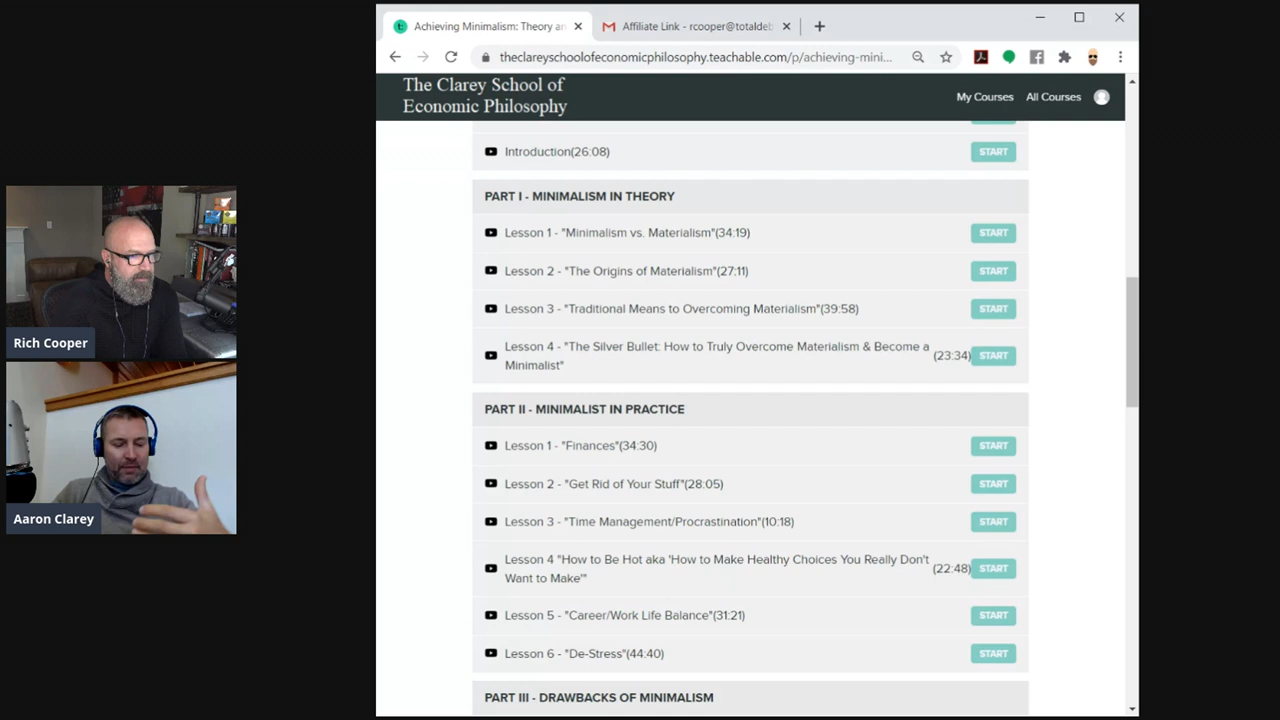 Achieving Minimalism: Theory an
Affiliate Link - rcooper@totaldeb
theclareyschoolofeconomicphilosophy.teachable.com/p/achieving-mini...
The Clarey School of
Economic Philosophy
My Courses
All Courses
Introduction(26:08)
START
PART I - MINIMALISM IN THEORY
Lesson 1 - "Minimalism vs. Materialism"(34:19)
START
Lesson 2 - "The Origins of Materialism"(27:11)
START
Lesson 3 - "Traditional Means to Overcoming Materialism"(39:58)
START
Lesson 4 - "The Silver Bullet: How to Truly Overcome Materialism & Become a
Minimalist"
(23:34)
START
PART II - MINIMALIST IN PRACTICE
Lesson 1 - "Finances"(34:30)
START
Lesson 2 - "Get Rid of Your Stuff"(28:05)
START
Lesson 3 - "Time Management/Procrastination"(10:18)
START
Lesson 4 "How to Be Hot aka 'How to Make Healthy Choices You Really Don't
Want to Make'"
(22:48)
START
Lesson 5 - "Career/Work Life Balance"(31:21)
START
Lesson 6 - "De-Stress"(44:40)
START
PART III - DRAWBACKS OF MINIMALISM
Rich Cooper
Aaron Clarey